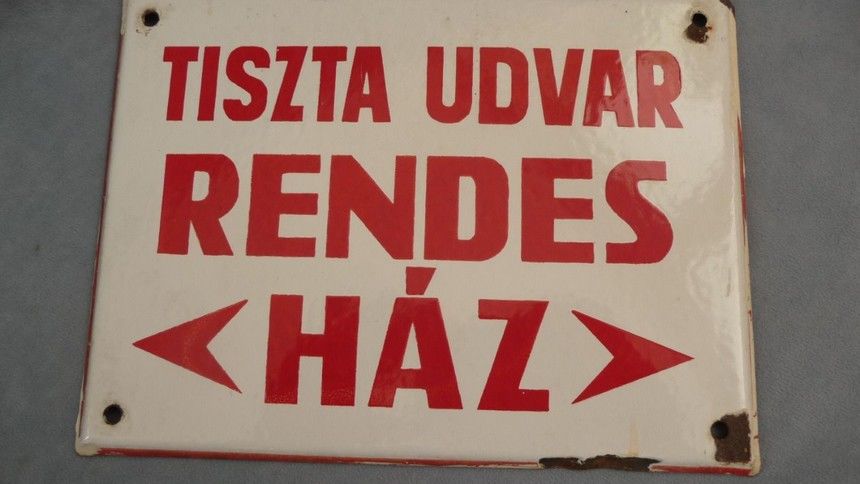 TISZTA UDVAR
RENDES
HÁZ